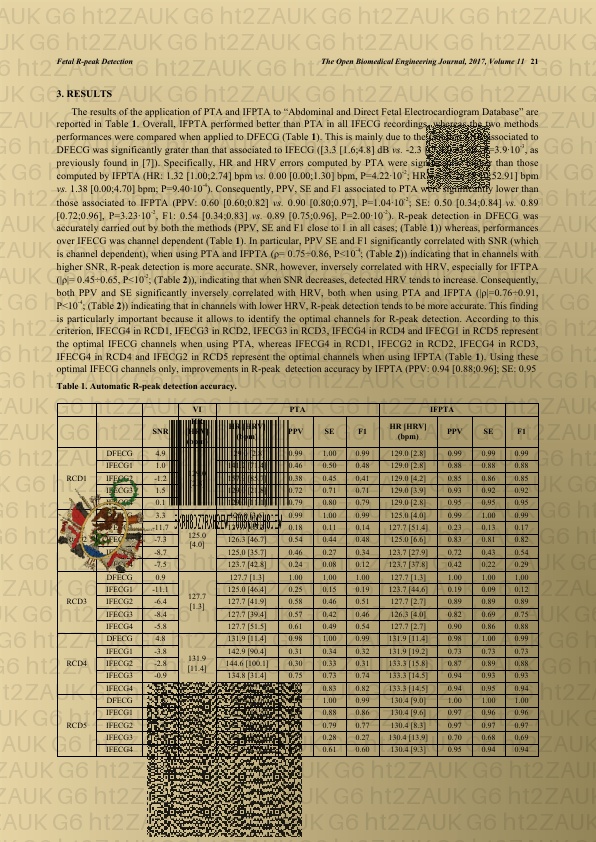 ZAUK G6 ht2ZAUK G6 ht2ZAUK G6 ht2
Fetal R-peak Detection The Open Biomedical Engineering Journal, 2017, Volume 11 21
3. RESULTS
The results of the application of PTA and IFPTA to “Abdominal and Direct Fetal Electrocardiogram Database” are
reported in Table 1. Overall, IFPTA performed better than PTA in all IFECG recordings, whereas the two methods
performances were compared when applied to DFECG (Table 1). This is mainly due to the associated to
DFECG was significantly grater than that associated to IFECG ([3.3 [1.6;4.8] dB vs. -2.3 =3.9·10⁻², as
previously found in [7]). Specifically, HR and HRV errors computed by PTA were than those
computed by IFPTA (HR: 1.32 [1.00;2.74] bpm vs. 0.00 [0.00;1.30] bpm, P=4.22·10⁻²; 52.91] bpm
vs. 1.38 [0.00;4.70] bpm; P=9.40·10⁻⁴). Consequently, PPV, SE and F1 associated to PTA were significantly lower than
those associated to IFPTA (PPV: 0.60 [0.60;0.82] vs. 0.90 [0.80;0.97], P=1.04·10⁻²; SE: 0.50 [0.34;0.84] vs. 0.89
[0.72;0.96], P=3.23·10⁻², F1: 0.54 [0.34;0,83] vs. 0.89 [0.75;0.96], P=2.00·10⁻²). R-peak detection in DFECG was
accurately carried out by both the methods (PPV, SE and F1 close to 1 in all cases; (Table 1)) whereas, performances
over IFECG was channel dependent (Table 1). In particular, PPV SE and F1 significantly correlated with SNR (which
is channel dependent), when using PTA and IFPTA (ρ= 0.75÷0.86, P<10⁻⁴; (Table 2)) indicating that in channels with
higher SNR, R-peak detection is more accurate. SNR, however, inversely correlated with HRV, especially for IFTPA
(|ρ|= 0.45÷0.65, P<10⁻²; (Table 2)), indicating that when SNR decreases, detected HRV tends to increase. Consequently,
both PPV and SE significantly inversely correlated with HRV, both when using PTA and IFPTA (|ρ|=0.76÷0.91,
P<10⁻⁴; (Table 2)) indicating that in channels with lower HRV, R-peak detection tends to be more accurate. This finding
is particularly important because it allows to identify the optimal channels for R-peak detection. According to this
criterion, IFECG4 in RCD1, IFECG3 in RCD2, IFECG3 in RCD3, IFECG4 in RCD4 and IFECG1 in RCD5 represent
the optimal IFECG channels when using PTA, whereas IFECG4 in RCD1, IFECG2 in RCD2, IFECG4 in RCD3,
IFECG4 in RCD4 and IFECG2 in RCD5 represent the optimal channels when using IFPTA (Table 1). Using these
optimal IFECG channels only, improvements in R-peak detection accuracy by IFPTA (PPV: 0.94 [0.88;0.96]; SE: 0.95
Table 1. Automatic R-peak detection accuracy.
VI PTA IFPTA
SNR PPV SE F1 HR [HRV] (bpm) PPV SE F1
RCD1 DFECG 4.9 0.99 1.00 0.99 129.0 [2.8] 0.99 0.99 0.99
IFECG1 1.0 0.46 0.50 0.48 129.0 [2.8] 0.88 0.88 0.88
-1.2 0.38 0.45 0.41 129.0 [4.2] 0.85 0.86 0.85
1.5 0.72 0.71 0.71 129.0 [3.9] 0.93 0.92 0.92
0.1 0.79 0.80 0.79 129.0 [2.8] 0.95 0.95 0.95
3.3 0.99 1.00 0.99 125.0 [4.0] 0.99 1.00 0.99
-11.7 0.18 0.11 0.14 127.7 [51.4] 0.23 0.13 0.17
-7.3 125.0 [4.0] 126.3 [46.7] 0.54 0.44 0.48 125.0 [6.6] 0.83 0.81 0.82
-8.7 125.0 [35.7] 0.46 0.27 0.34 123.7 [27.9] 0.72 0.43 0.54
-7.5 123.7 [42.8] 0.24 0.08 0.12 123.7 [37.8] 0.42 0.22 0.29
RCD3 DFECG 0.9 127.7 [1.3] 127.7 [1.3] 1.00 1.00 1.00 127.7 [1.3] 1.00 1.00 1.00
IFECG1 -11.1 125.0 [46.4] 0.25 0.15 0.19 127.7 [44.6] 0.19 0.09 0.12
IFECG2 -6.4 127.7 [41.9] 0.58 0.46 0.51 127.7 [2.7] 0.89 0.89 0.89
IFECG3 -8.4 127.7 [39.4] 0.57 0.42 0.46 126.3 [4.0] 0.82 0.69 0.75
IFECG4 -5.8 127.7 [51.5] 0.61 0.49 0.54 127.7 [2.7] 0.90 0.86 0.88
RCD4 DFECG 4.8 131.9 [11.4] 131.9 [11.4] 0.98 1.00 0.99 131.9 [11.4] 0.98 1.00 0.99
IFECG1 -3.8 142.9 [90.4] 0.31 0.34 0.32 131.9 [19.2] 0.73 0.73 0.73
IFECG2 -2.8 144.6 [100.1] 0.30 0.33 0.31 133.3 [15.8] 0.87 0.89 0.88
IFECG3 -0.9 134.8 [31.4] 0.75 0.73 0.74 133.3 [14.5] 0.94 0.93 0.93
IFECG4 0.83 0.82 133.3 [14.5] 0.94 0.95 0.94
RCD5 DFECG 1.00 0.99 130.4 [9.0] 1.00 1.00 1.00
IFECG1 0.88 0.86 130.4 [9.6] 0.97 0.96 0.96
IFECG2 0.79 0.77 130.4 [8.3] 0.97 0.97 0.97
IFECG3 0.28 0.27 130.4 [13.9] 0.70 0.68 0.69
IFECG4 0.61 0.60 130.4 [9.3] 0.95 0.94 0.94